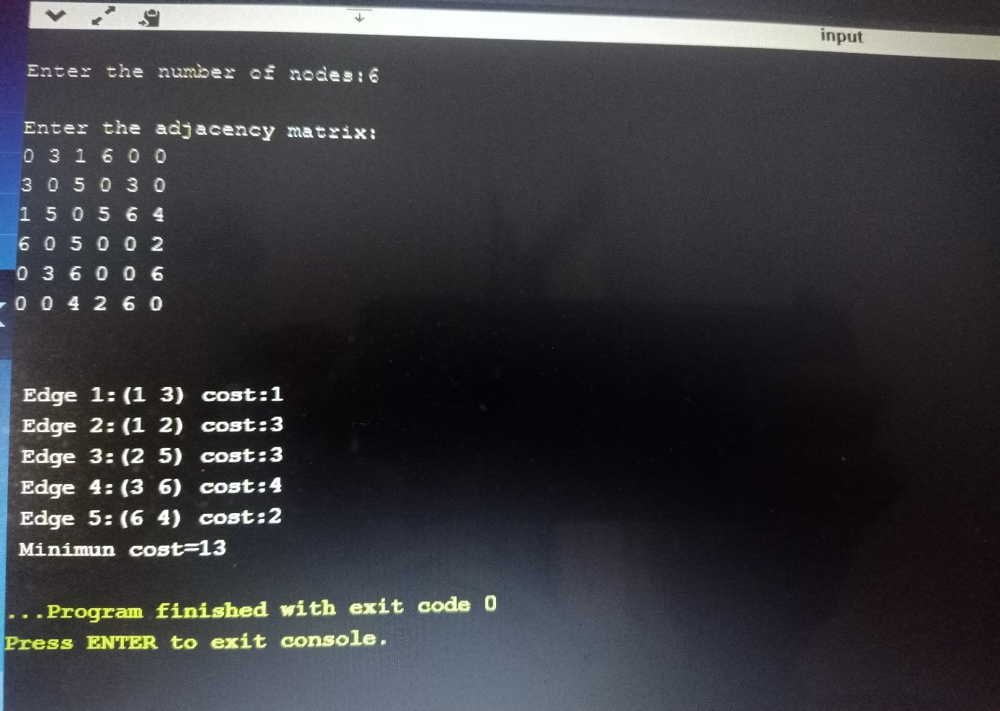 input
Enter the number of nodes:6
Enter the adjacency matrix:
0 3 1 6 0 0
3 0 5 0 3 0
1 5 0 5 6 4
6 0 5 0 0 2
0 3 6 0 0 6
0 0 4 2 6 0
Edge 1:(1 3) cost:1
Edge 2:(1 2) cost:3
Edge 3:(2 5) cost:3
Edge 4:(3 6) cost:4
Edge 5:(6 4) cost:2
Minimun cost=13
...Program finished with exit code 0
Press ENTER to exit console.